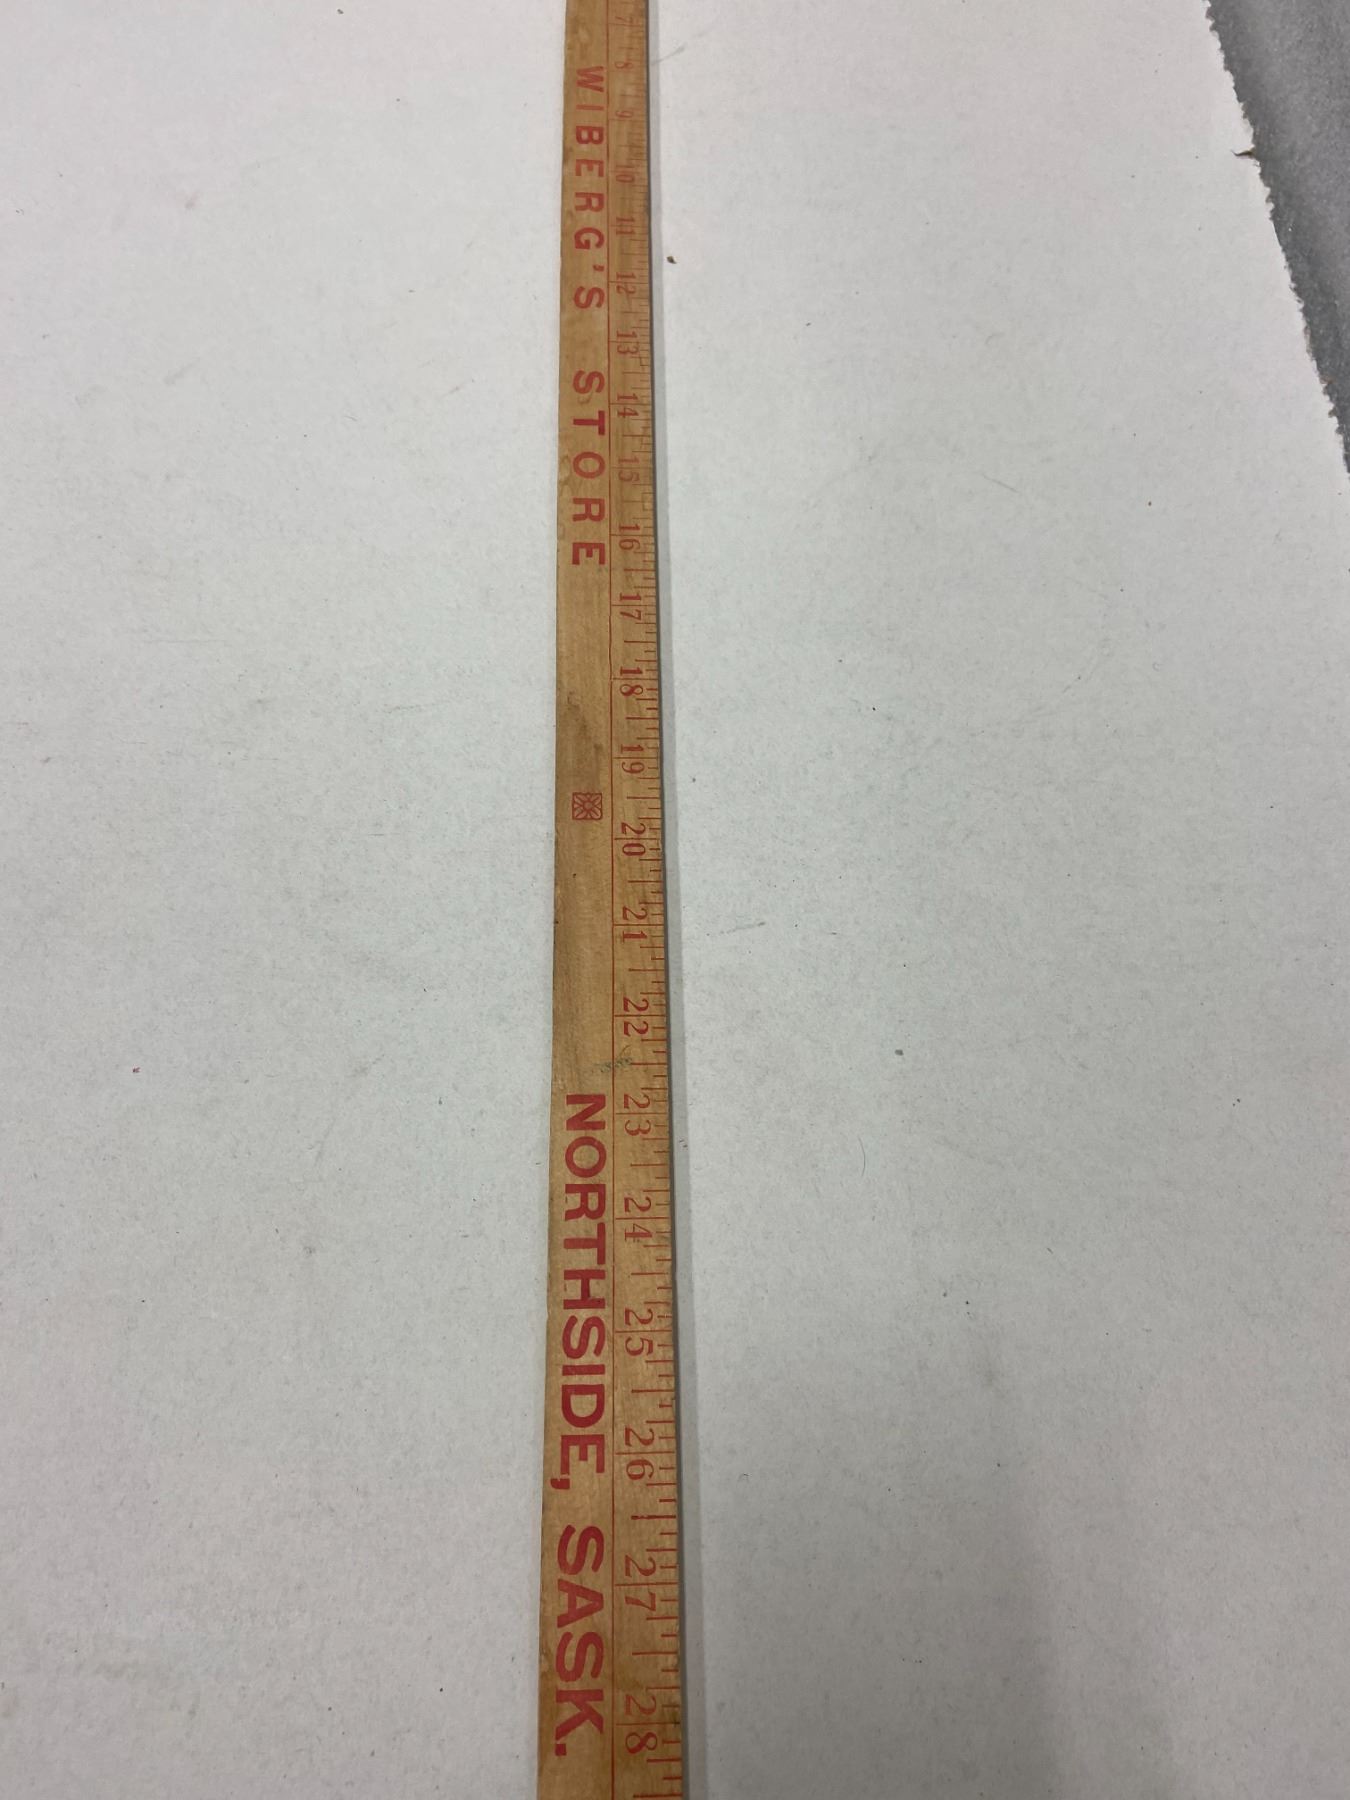 WIBERG'S STORE NORTHSIDE, SASK.
7 8 9 10 11 12 13 14 15 16 17 18 19 20 21 22 23 24 25 26 27 28